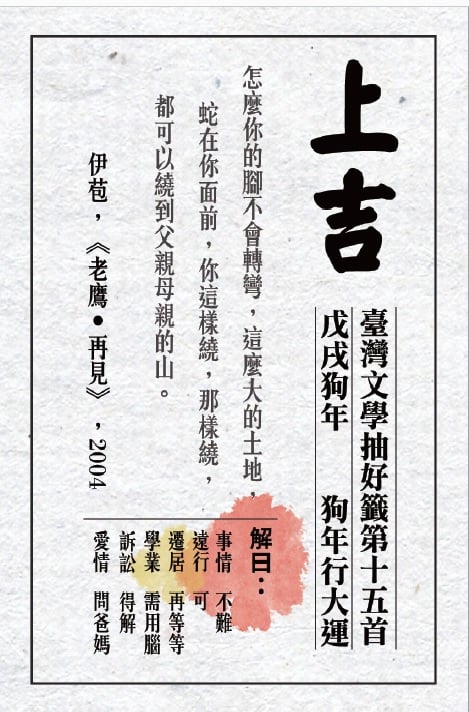 上吉
臺灣文學抽好籤第十五首
戊戌狗年 狗年行大運
怎麼你的腳不會轉彎，這麼大的土地，
蛇在你面前，你這樣繞，那樣繞，
都可以繞到父親母親的山。
伊苞，《老鷹•再見》，2004
解曰：
事情 不難
遠行 可
遷居 再等等
學業 需用腦
訴訟 得解
愛情 問爸媽